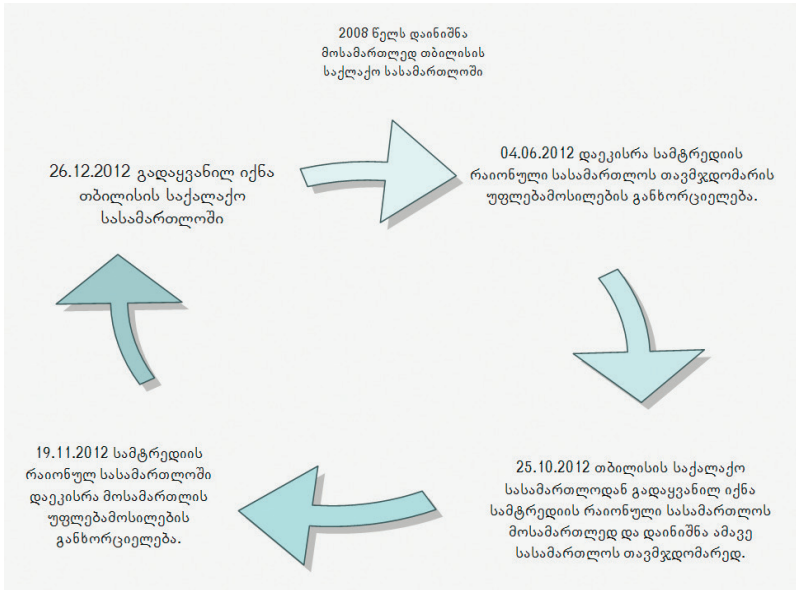 2008 წელს დაინიშნა
მოსამართლედ თბილისის
საქლაქო სასამართლოში
04.06.2012 დაეკისრა სამტრედიის
რაიონული სასამართლოს თავმჯდომარის
უფლებამოსილების განხორციელება.
25.10.2012 თბილისის საქალაქო
სასამართლოდან გადაყვანილ იქნა
სამტრედიის რაიონული სასამართლოს
მოსამართლედ და დაინიშნა ამავე
სასამართლოს თავმჯდომარედ.
19.11.2012 სამტრედიის
რაიონულ სასამართლოში
დაეკისრა მოსამართლის
უფლებამოსილების
განხორციელება.
26.12.2012 გადაყვანილ იქნა
თბილისის საქალაქო
სასამართლოში